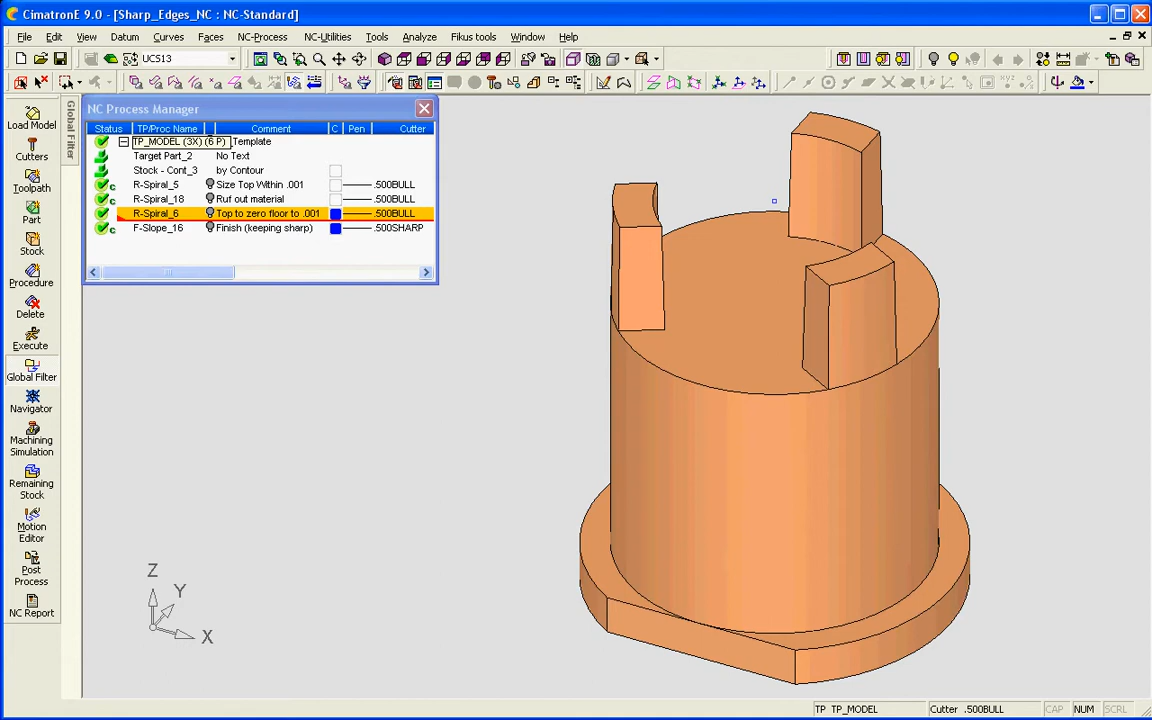 CimatronE 9.0 - [Sharp_Edges_NC : NC-Standard]
File Edit View Datum Curves Faces NC-Process NC-Utilities Tools Analyze Fikus tools Window Help
UCS13
Load Model
Cutters
Toolpath
Part
Stock
Procedure
Delete
Execute
Global Filter
Navigator
Machining
Simulation
Remaining
Stock
Motion
Editor
Post
Process
NC Report
Global Filter
NC Process Manager
Status TP/Proc Name Comment C Pen Cutter
TP_MODEL (3X) (6 P) Template
Target Part_2 No Text
Stock - Cont_3 by Contour
R-Spiral_5 Size Top Within .001 .500BULL
R-Spiral_18 Ruf out material .500BULL
R-Spiral_6 Top to zero floor to .001 .500BULL
F-Slope_16 Finish (keeping sharp) .500SHARP
Z
Y
X
TP TP_MODEL Cutter .500BULL CAP NUM SCRL